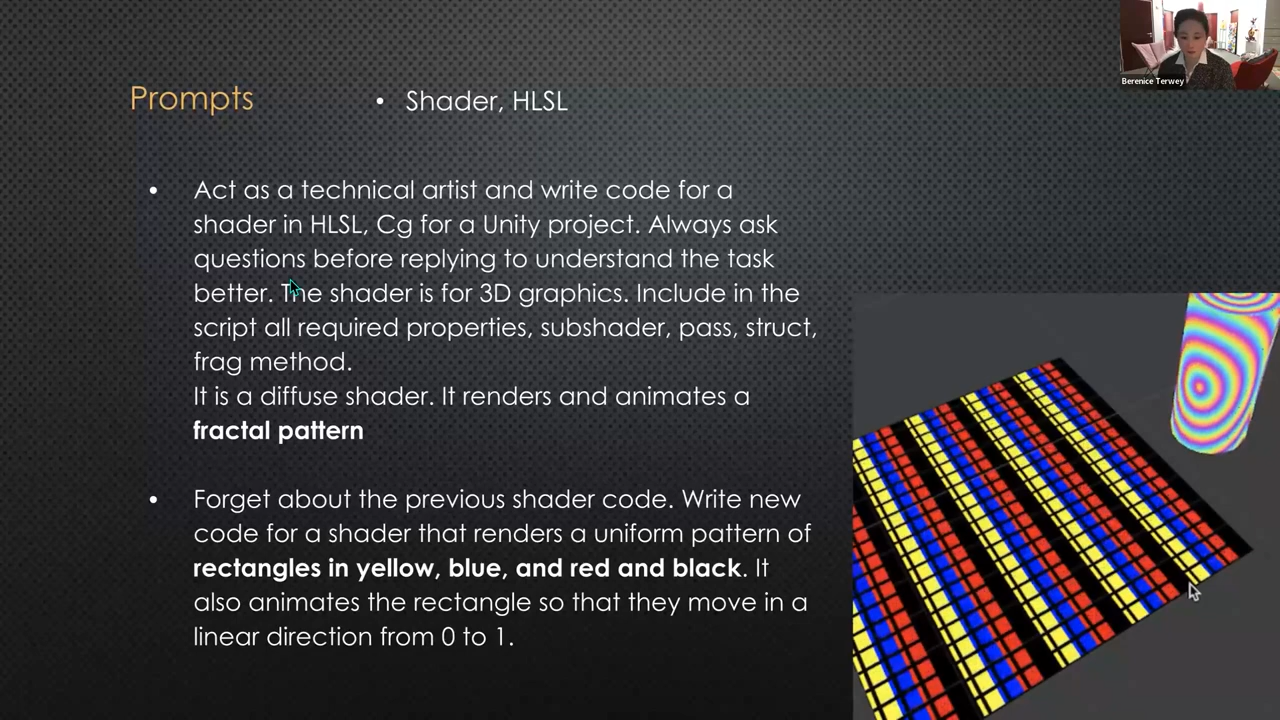 Prompts
• Shader, HLSL
• Act as a technical artist and write code for a
shader in HLSL, Cg for a Unity project. Always ask
questions before replying to understand the task
better. The shader is for 3D graphics. Include in the
script all required properties, subshader, pass, struct,
frag method.
It is a diffuse shader. It renders and animates a
fractal pattern
• Forget about the previous shader code. Write new
code for a shader that renders a uniform pattern of
rectangles in yellow, blue, and red and black. It
also animates the rectangle so that they move in a
linear direction from 0 to 1.
Berenice Terwey